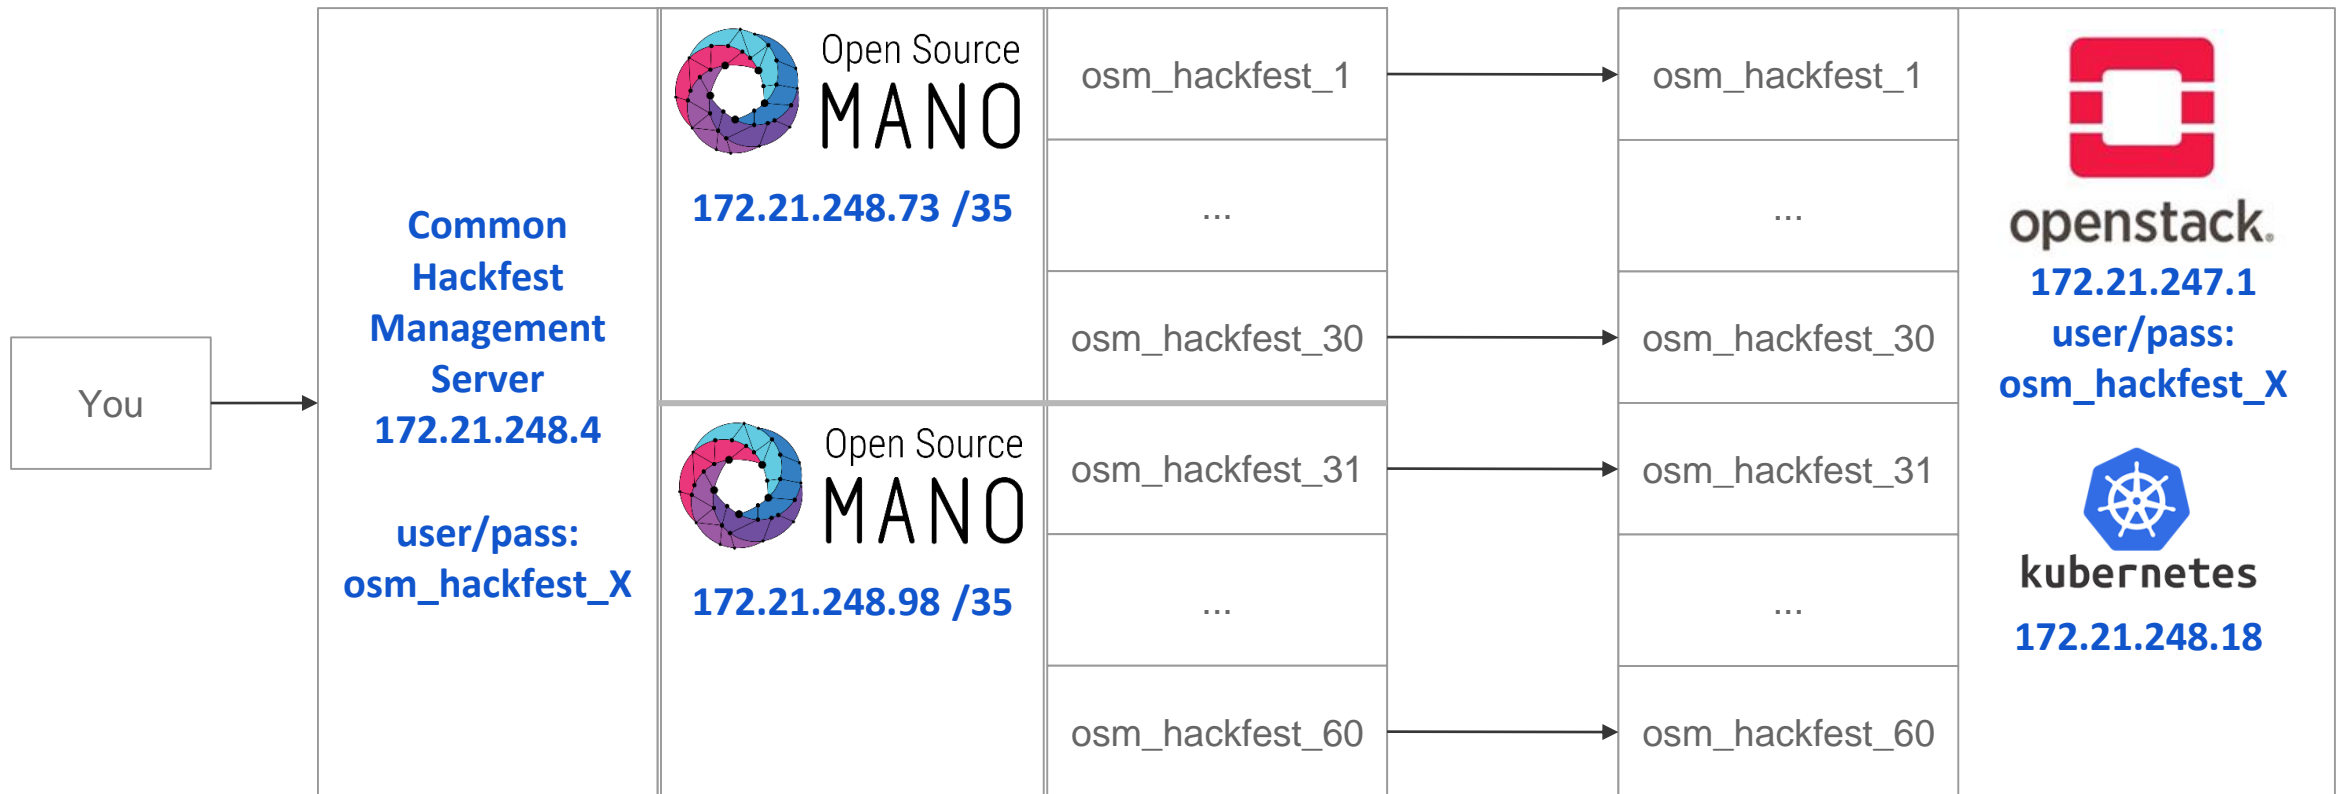 You
Common
Hackfest
Management
Server
172.21.248.4
user/pass:
osm_hackfest_X
Open Source
MANO
172.21.248.73 /35
Open Source
MANO
172.21.248.98 /35
osm_hackfest_1
...
osm_hackfest_30
osm_hackfest_31
...
osm_hackfest_60
osm_hackfest_1
...
osm_hackfest_30
osm_hackfest_31
...
osm_hackfest_60
openstack.
172.21.247.1
user/pass:
osm_hackfest_X
kubernetes
172.21.248.18